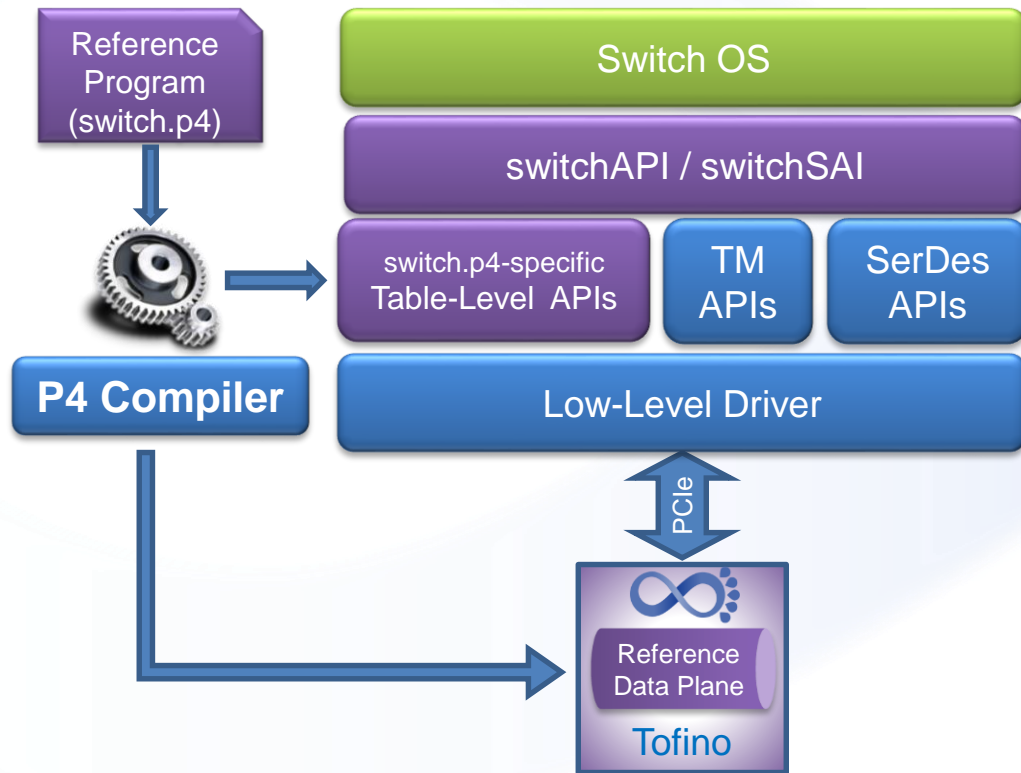 Reference
Program
(switch.p4)
Switch OS
switchAPI / switchSAI
switch.p4-specific
Table-Level APIs
TM
APIs
SerDes
APIs
P4 Compiler
Low-Level Driver
PCIe
Reference
Data Plane
Tofino